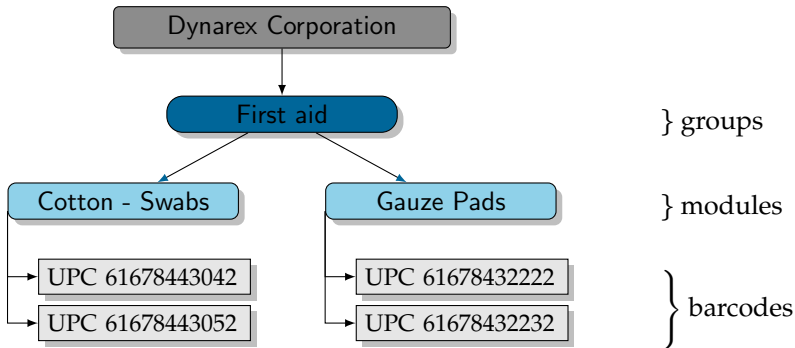 Dynarex Corporation
First aid
} groups
Cotton - Swabs
Gauze Pads
} modules
UPC 61678443042
UPC 61678432222
UPC 61678443052
UPC 61678432232
} barcodes